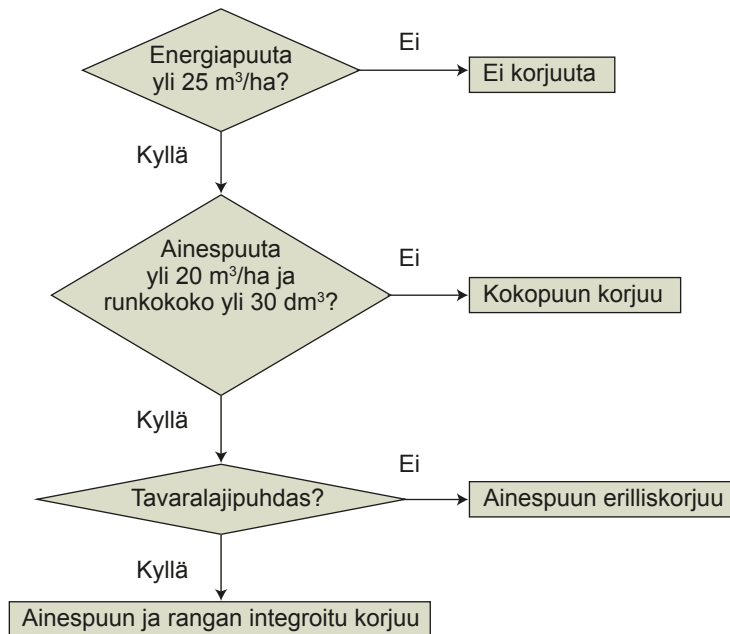 Energiapuuta
yli 25 m³/ha?
Ei
Ei korjuuta
Kyllä
Ainespuuta
yli 20 m³/ha ja
runkokoko yli 30 dm³?
Ei
Kokopuun korjuu
Kyllä
Tavaralajipuhdas?
Ei
Ainespuun erilliskorjuu
Kyllä
Ainespuun ja rangan integroitu korjuu